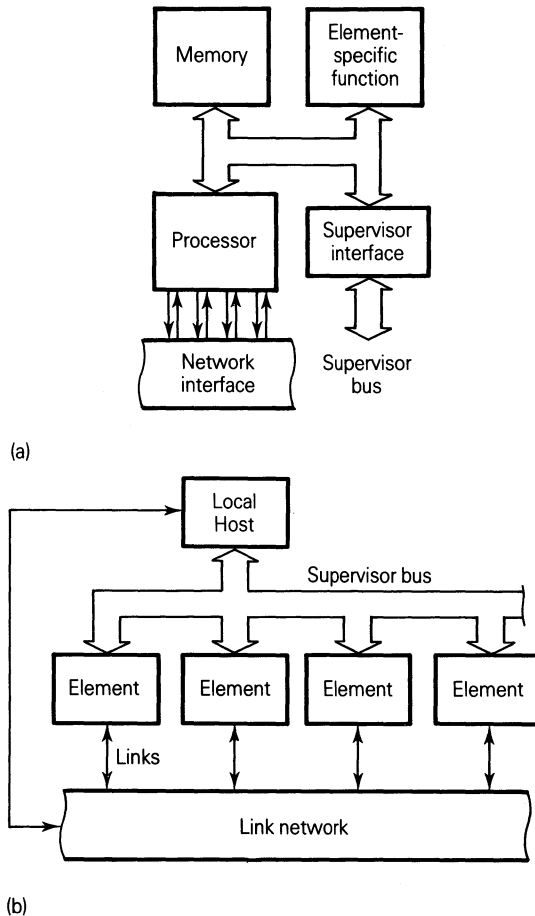 Memory
Element-
specific
function
Processor
Supervisor
interface
Network
interface
Supervisor
bus
(a)
Local
Host
Supervisor bus
Element
Element
Element
Element
Links
Link network
(b)